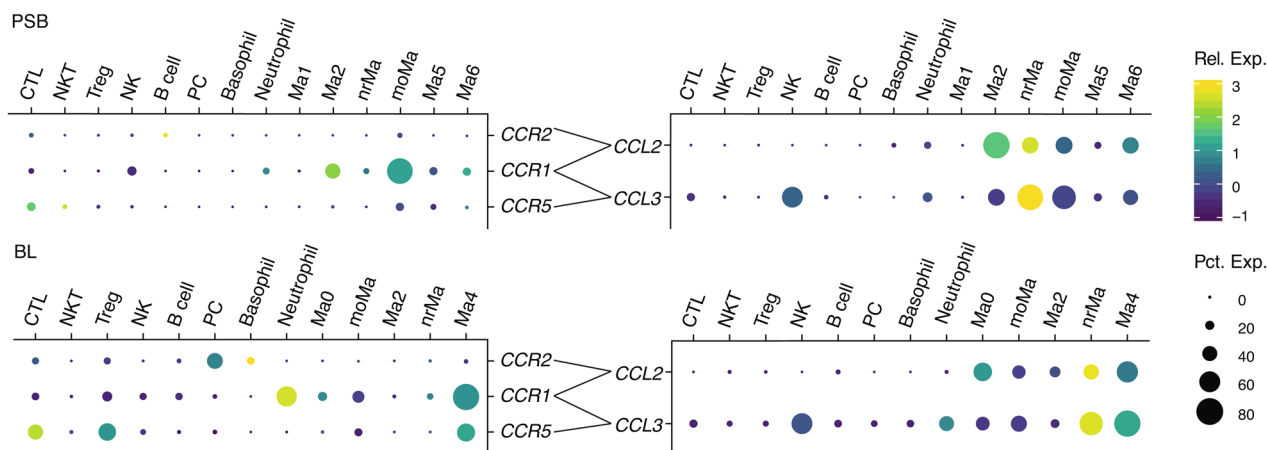 PSB
CTL NKT Treg NK B cell PC Basophil Neutrophil Ma1 Ma2 nrMa moMa Ma5 Ma6
CCR2
CCR1
CCR5
CTL NKT Treg NK B cell PC Basophil Neutrophil Ma1 Ma2 nrMa moMa Ma5 Ma6
CCL2
CCL3
BL
CTL NKT Treg NK B cell PC Basophil Neutrophil Ma0 moMa Ma2 nrMa Ma4
CCR2
CCR1
CCR5
CTL NKT Treg NK B cell PC Basophil Neutrophil Ma0 moMa Ma2 nrMa Ma4
CCL2
CCL3
Rel. Exp.
3
2
1
0
−1
Pct. Exp.
0
20
40
60
80